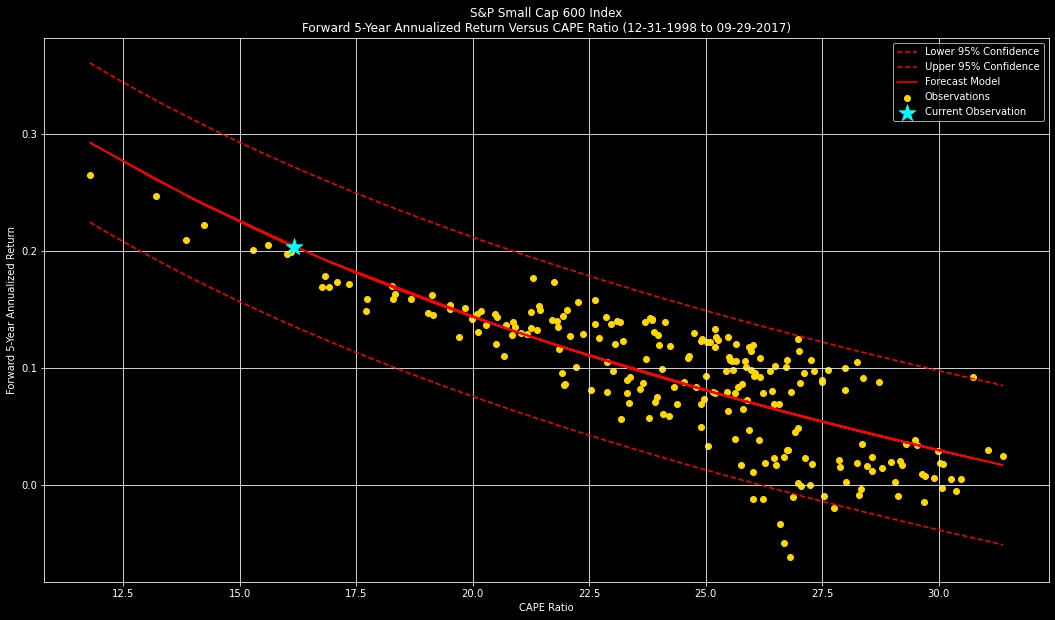 S&P Small Cap 600 Index
Forward 5-Year Annualized Return Versus CAPE Ratio (12-31-1998 to 09-29-2017)
Lower 95% Confidence
Upper 95% Confidence
Forecast Model
Observations
Current Observation
Forward 5-Year Annualized Return
0.3
0.2
0.1
0.0
12.5 15.0 17.5 20.0 22.5 25.0 27.5 30.0
CAPE Ratio